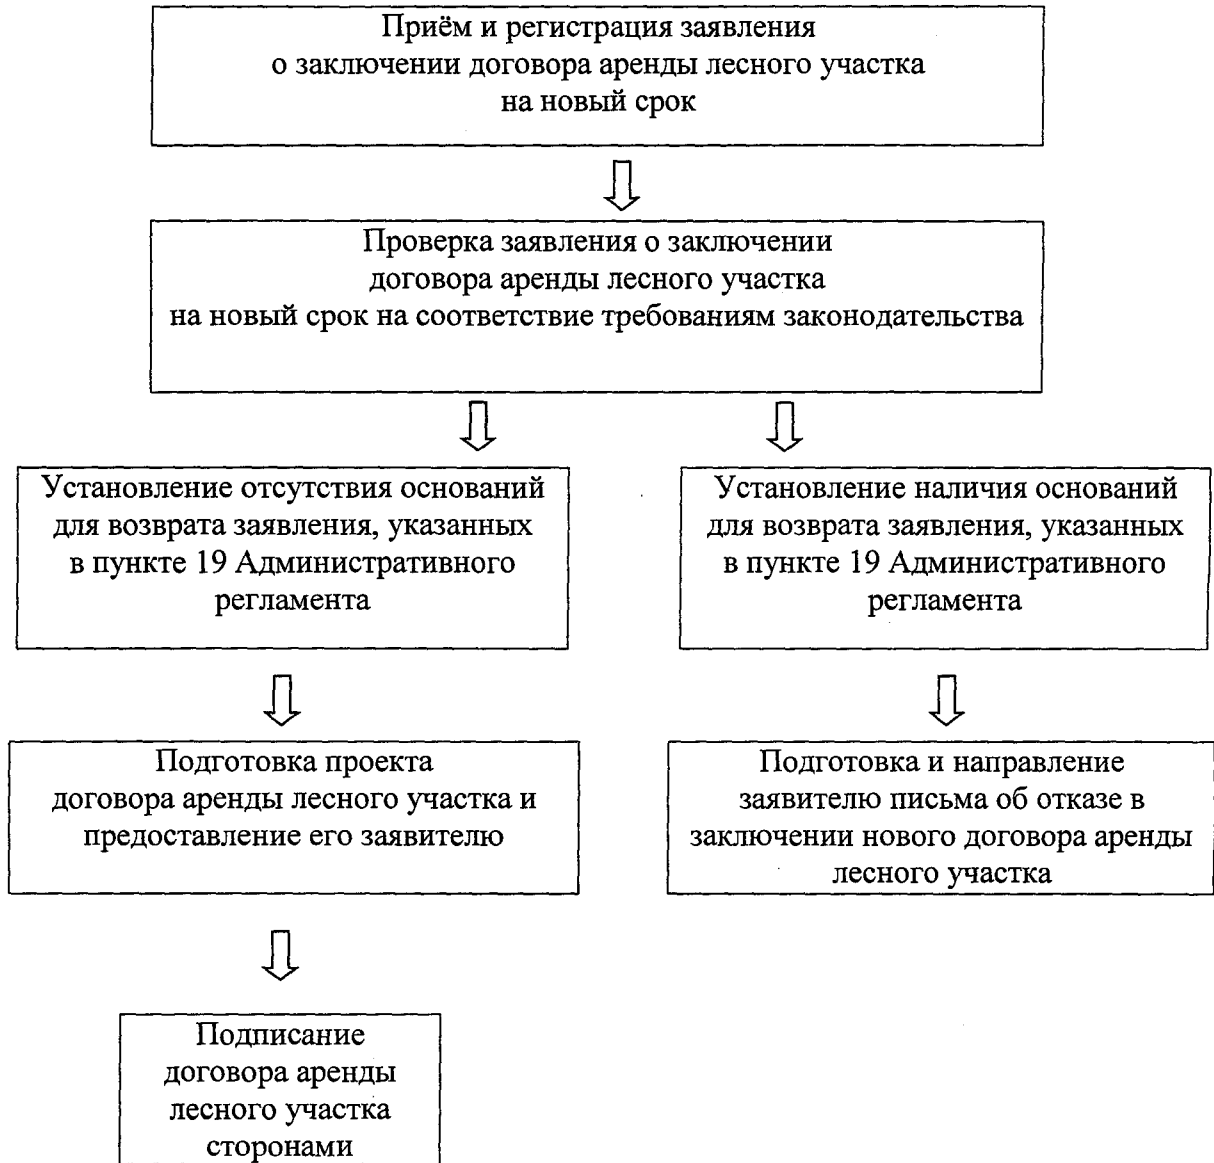 Приём и регистрация заявления
о заключении договора аренды лесного участка
на новый срок
Проверка заявления о заключении
договора аренды лесного участка
на новый срок на соответствие требованиям законодательства
Установление отсутствия оснований
для возврата заявления, указанных
в пункте 19 Административного
регламента
Установление наличия оснований
для возврата заявления, указанных
в пункте 19 Административного
регламента
Подготовка проекта
договора аренды лесного участка и
предоставление его заявителю
Подготовка и направление
заявителю письма об отказе в
заключении нового договора аренды
лесного участка
Подписание
договора аренды
лесного участка
сторонами